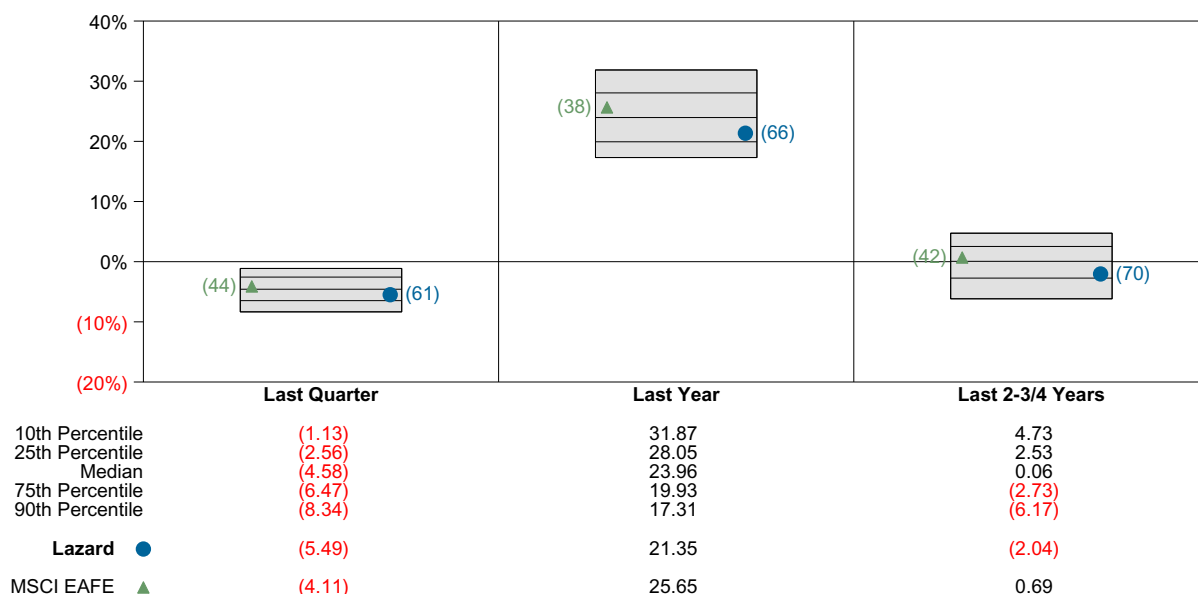 40%
30%
20%
10%
0%
(10%)
(20%)
(44)
(61)
(38)
(66)
(42)
(70)
Last Quarter Last Year Last 2-3/4 Years
10th Percentile (1.13) 31.87 4.73
25th Percentile (2.56) 28.05 2.53
Median (4.58) 23.96 0.06
75th Percentile (6.47) 19.93 (2.73)
90th Percentile (8.34) 17.31 (6.17)
Lazard (5.49) 21.35 (2.04)
MSCI EAFE (4.11) 25.65 0.69